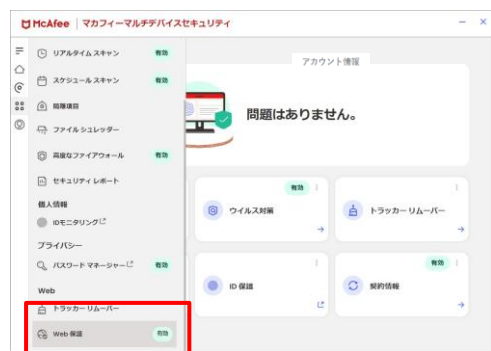 McAfee | マカフィーマルチデバイスセキュリティ
リアルタイム スキャン 有効
スケジュール スキャン 有効
隔離項目
ファイル シュレッダー
高度なファイアウォール 有効
セキュリティ レポート
個人情報
IDモニタリング
プライバシー
パスワード マネージャー 有効
Web
トラッカー リムーバー
Web 保護 有効
アカウント情報
問題はありません。
有効
ウイルス対策
トラッカー リムーバー
ID 保護
有効
契約情報